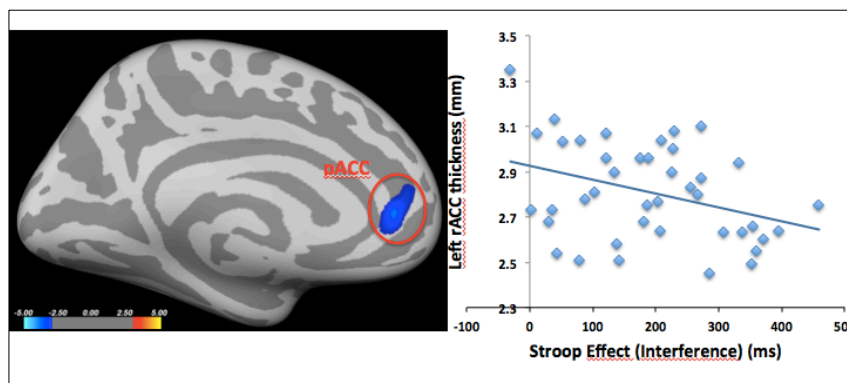 pACC
-5.00 -2.50 0.00 2.50 5.00
Left rACC thickness (mm)
3.5
3.3
3.1
2.9
2.7
2.5
2.3
-100 0 100 200 300 400
Stroop Effect (Interference) (ms)